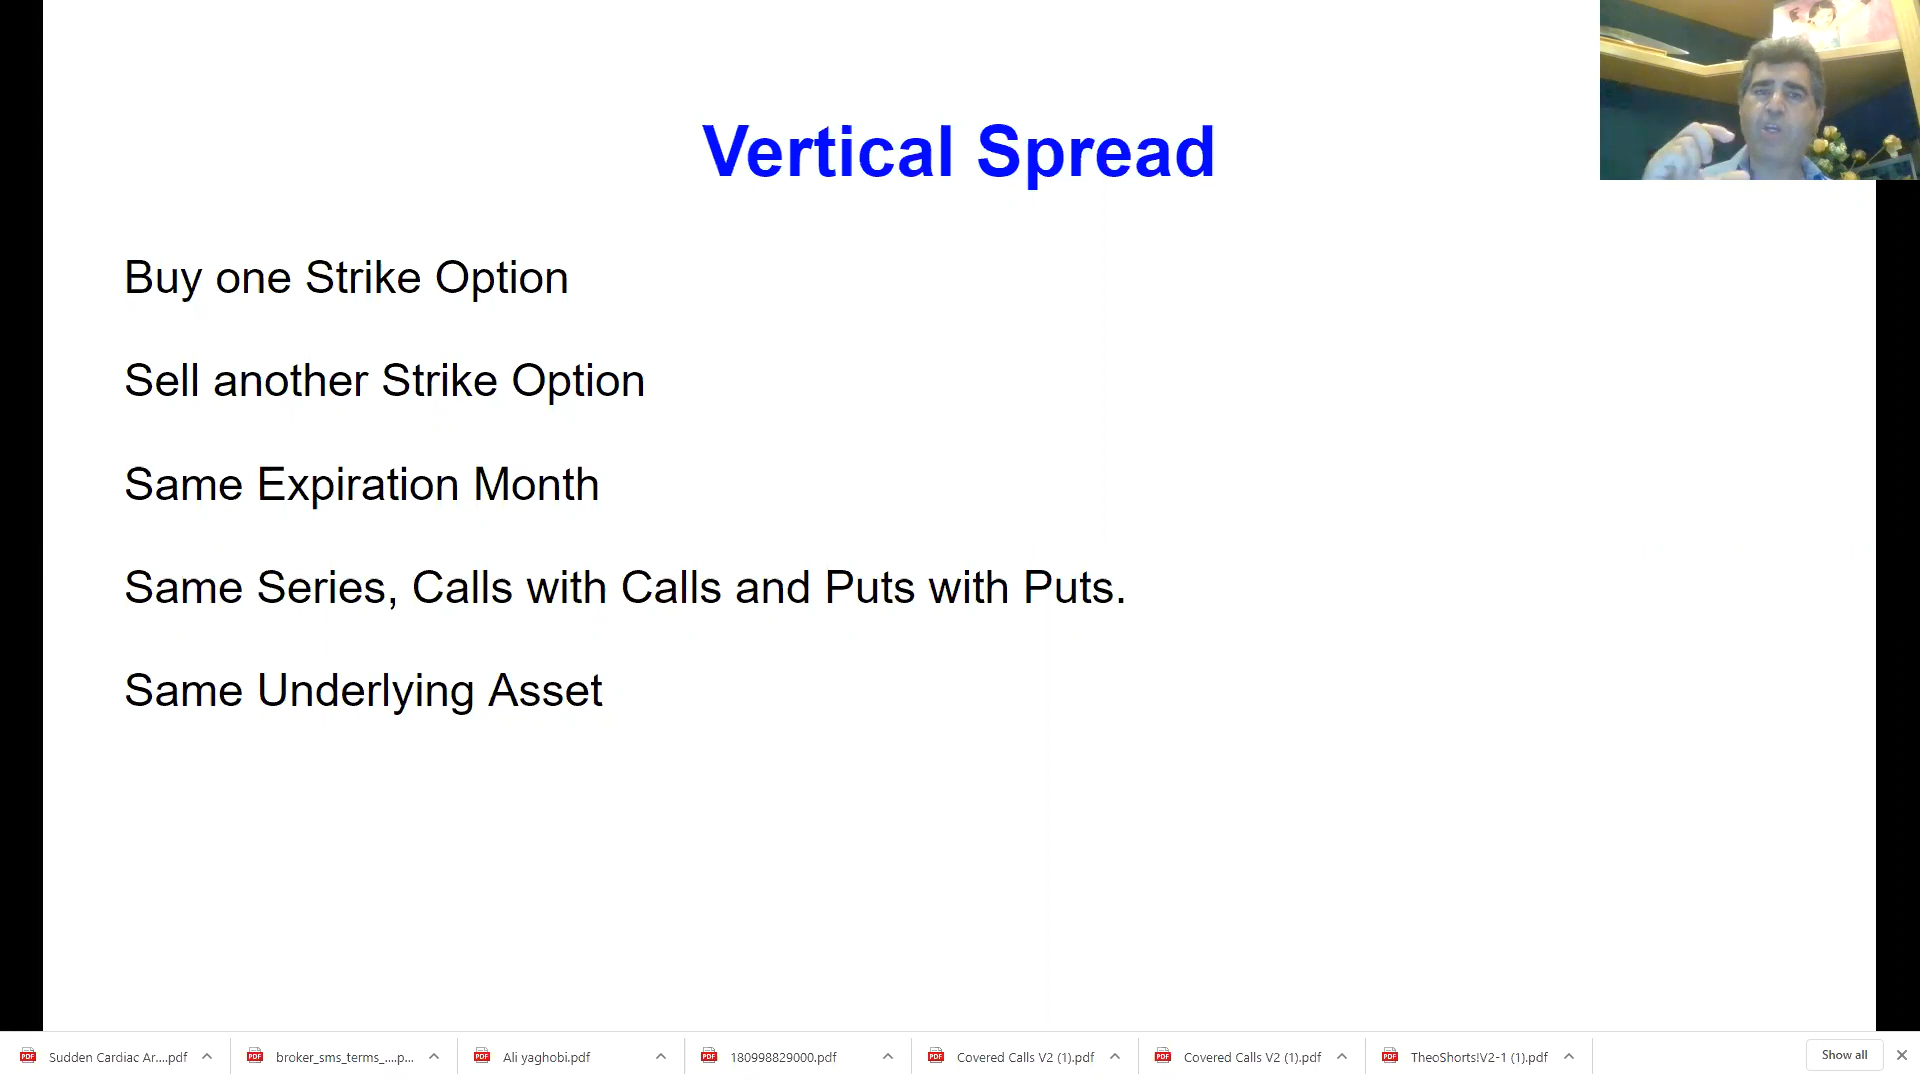 Vertical Spread
Buy one Strike Option
Sell another Strike Option
Same Expiration Month
Same Series, Calls with Calls and Puts with Puts.
Same Underlying Asset
Sudden Cardiac Ar....pdf
broker_sms_terms_....p...
Ali yaghobi.pdf
180998829000.pdf
Covered Calls V2 (1).pdf
Covered Calls V2 (1).pdf
TheoShorts!V2-1 (1).pdf
Show all